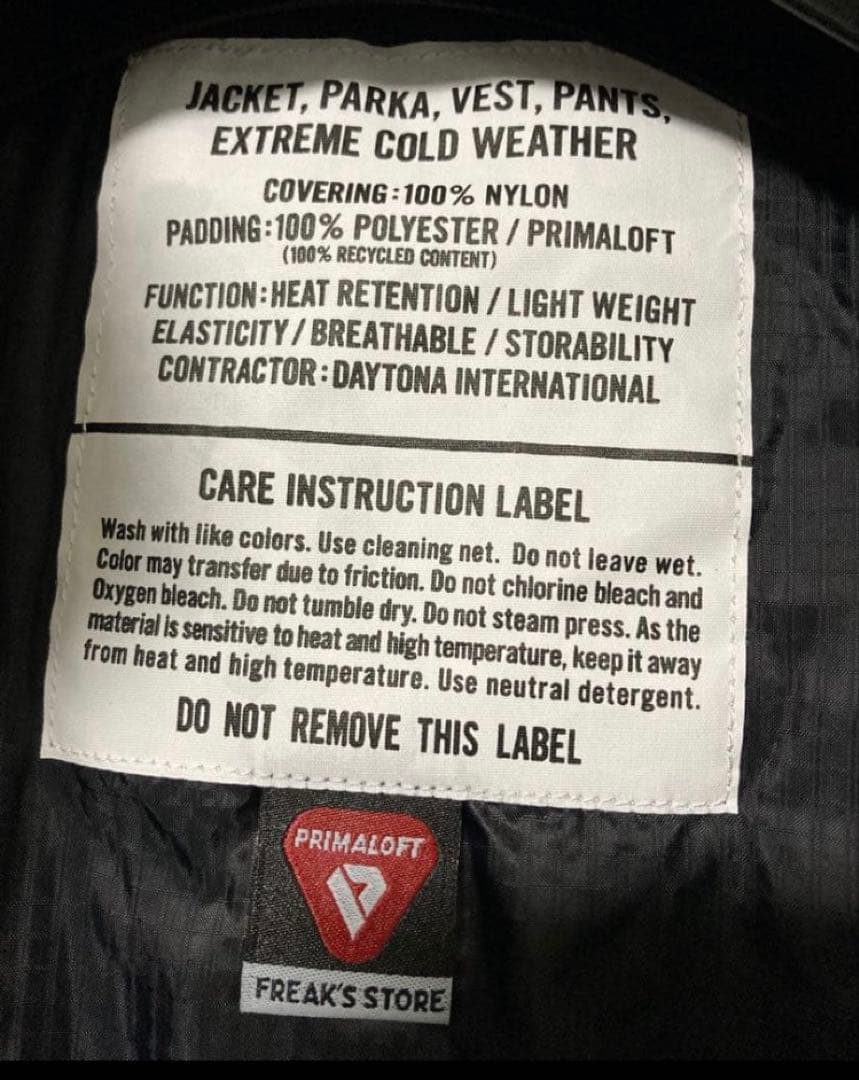 JACKET, PARKA, VEST, PANTS,
EXTREME COLD WEATHER
COVERING:100% NYLON
PADDING:100% POLYESTER / PRIMALOFT
(100% RECYCLED CONTENT)
FUNCTION:HEAT RETENTION / LIGHT WEIGHT
ELASTICITY / BREATHABLE / STORABILITY
CONTRACTOR:DAYTONA INTERNATIONAL
CARE INSTRUCTION LABEL
Wash with like colors. Use cleaning net. Do not leave wet.
Color may transfer due to friction. Do not chlorine bleach and
Oxygen bleach. Do not tumble dry. Do not steam press. As the
material is sensitive to heat and high temperature, keep it away
from heat and high temperature. Use neutral detergent.
DO NOT REMOVE THIS LABEL
PRIMALOFT
FREAK'S STORE